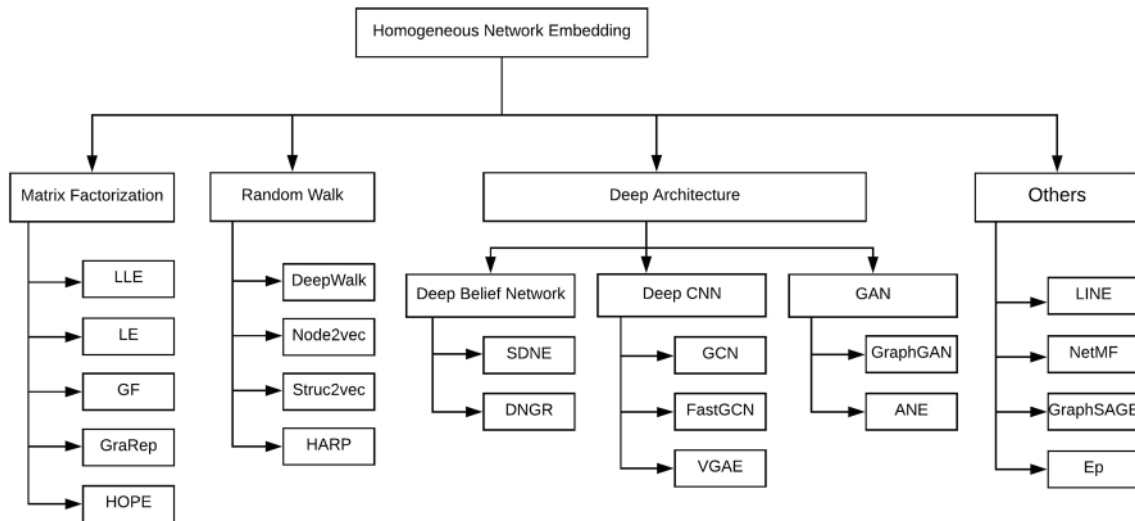 Homogeneous Network Embedding
Matrix Factorization
Random Walk
Deep Architecture
Others
LLE
LE
GF
GraRep
HOPE
DeepWalk
Node2vec
Struc2vec
HARP
Deep Belief Network
Deep CNN
GAN
SDNE
DNGR
GCN
FastGCN
VGAE
GraphGAN
ANE
LINE
NetMF
GraphSAGE
Ep